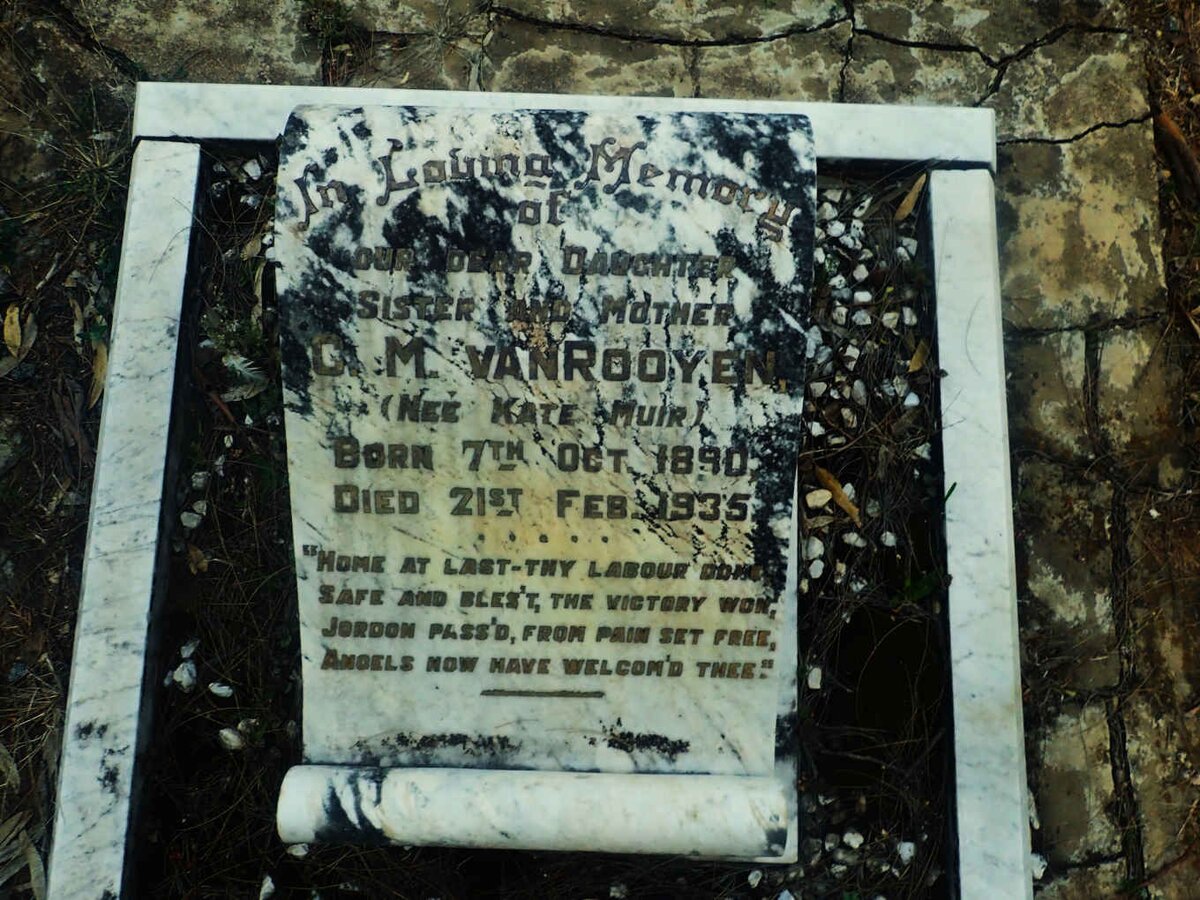 In Loving Memory
of
OUR DEAR DAUGHTER
SISTER AND MOTHER
C. M. VANROOYEN,
(NEE KATE MUIR)
BORN 7TH OCT 1890.
DIED 21ST FEB. 1935
"HOME AT LAST-THY LABOUR DONE
SAFE AND BLES'T, THE VICTORY WON,
JORDON PASS'D, FROM PAIN SET FREE,
ANGELS NOW HAVE WELCOM'D THEE."